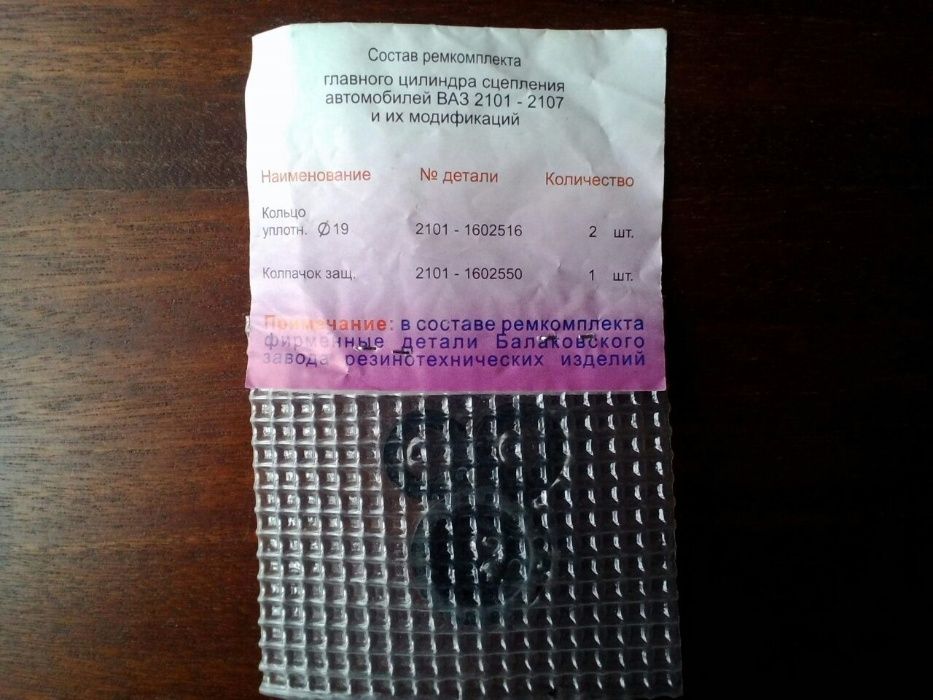 Состав ремкомплекта
главного цилиндра сцепления
автомобилей ВАЗ 2101 - 2107
и их модификаций
Наименование № детали Количество
Кольцо
уплотн. Ø19 2101 - 1602516 2 шт.
Колпачок защ. 2101 - 1602550 1 шт.
Примечание: в составе ремкомплекта
фирменные детали Балаковского
завода резинотехнических изделий